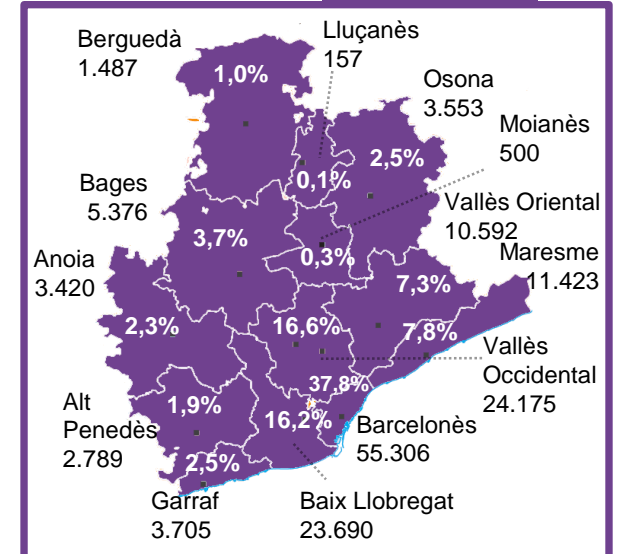 Berguedà
1.487
1,0%
Lluçanès
157
0,1%
Osona
3.553
2,5%
Moianès
500
0,3%
Bages
5.376
3,7%
Vallès Oriental
10.592
7,3%
Maresme
11.423
7,8%
Anoia
3.420
2,3%
16,6%
Vallès
Occidental
24.175
37,8%
Barcelonès
55.306
Alt
Penedès
2.789
1,9%
16,2%
Baix Llobregat
23.690
2,5%
Garraf
3.705